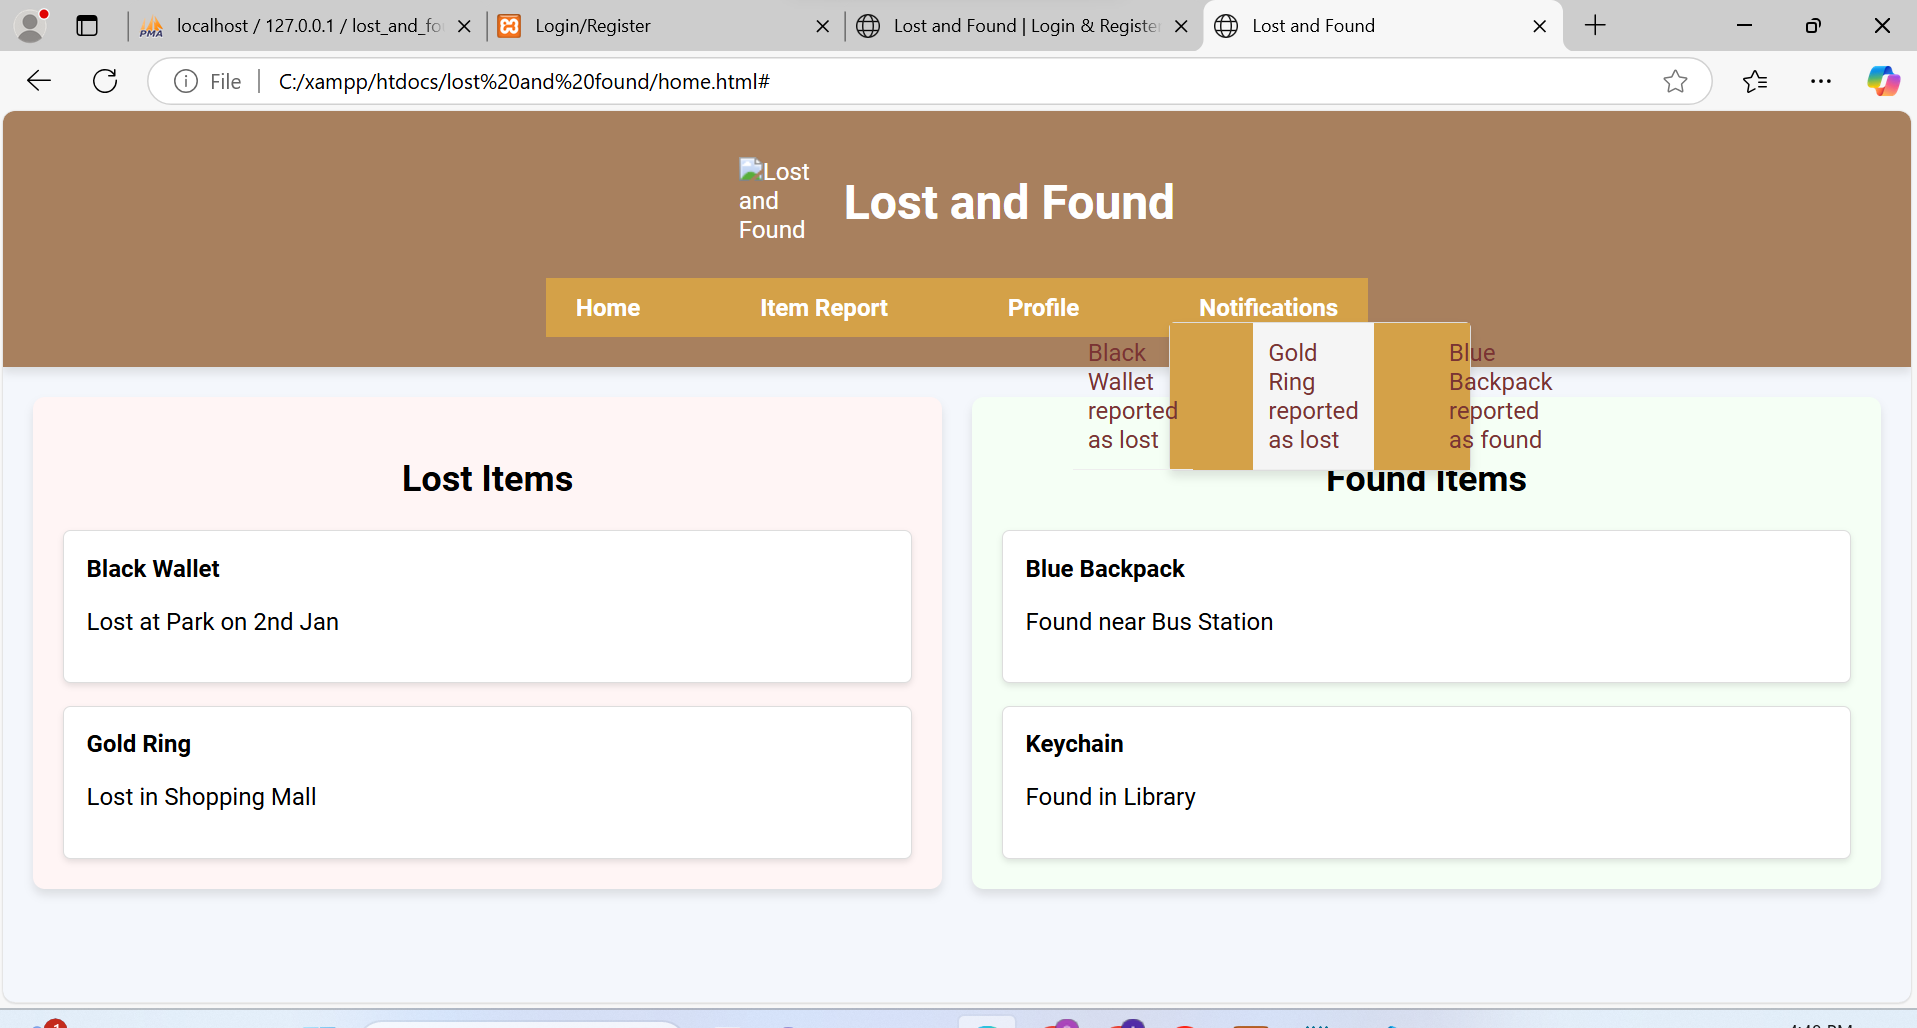 localhost / 127.0.0.1 / lost_and_fo
Login/Register
Lost and Found | Login & Register
Lost and Found
File
C:/xampp/htdocs/lost%20and%20found/home.html#
Lost
and
Found
Lost and Found
Home
Item Report
Profile
Notifications
Black
Wallet
reported
as lost
Gold
Ring
reported
as lost
Blue
Backpack
reported
as found
Lost Items
Black Wallet
Lost at Park on 2nd Jan
Gold Ring
Lost in Shopping Mall
Found Items
Blue Backpack
Found near Bus Station
Keychain
Found in Library